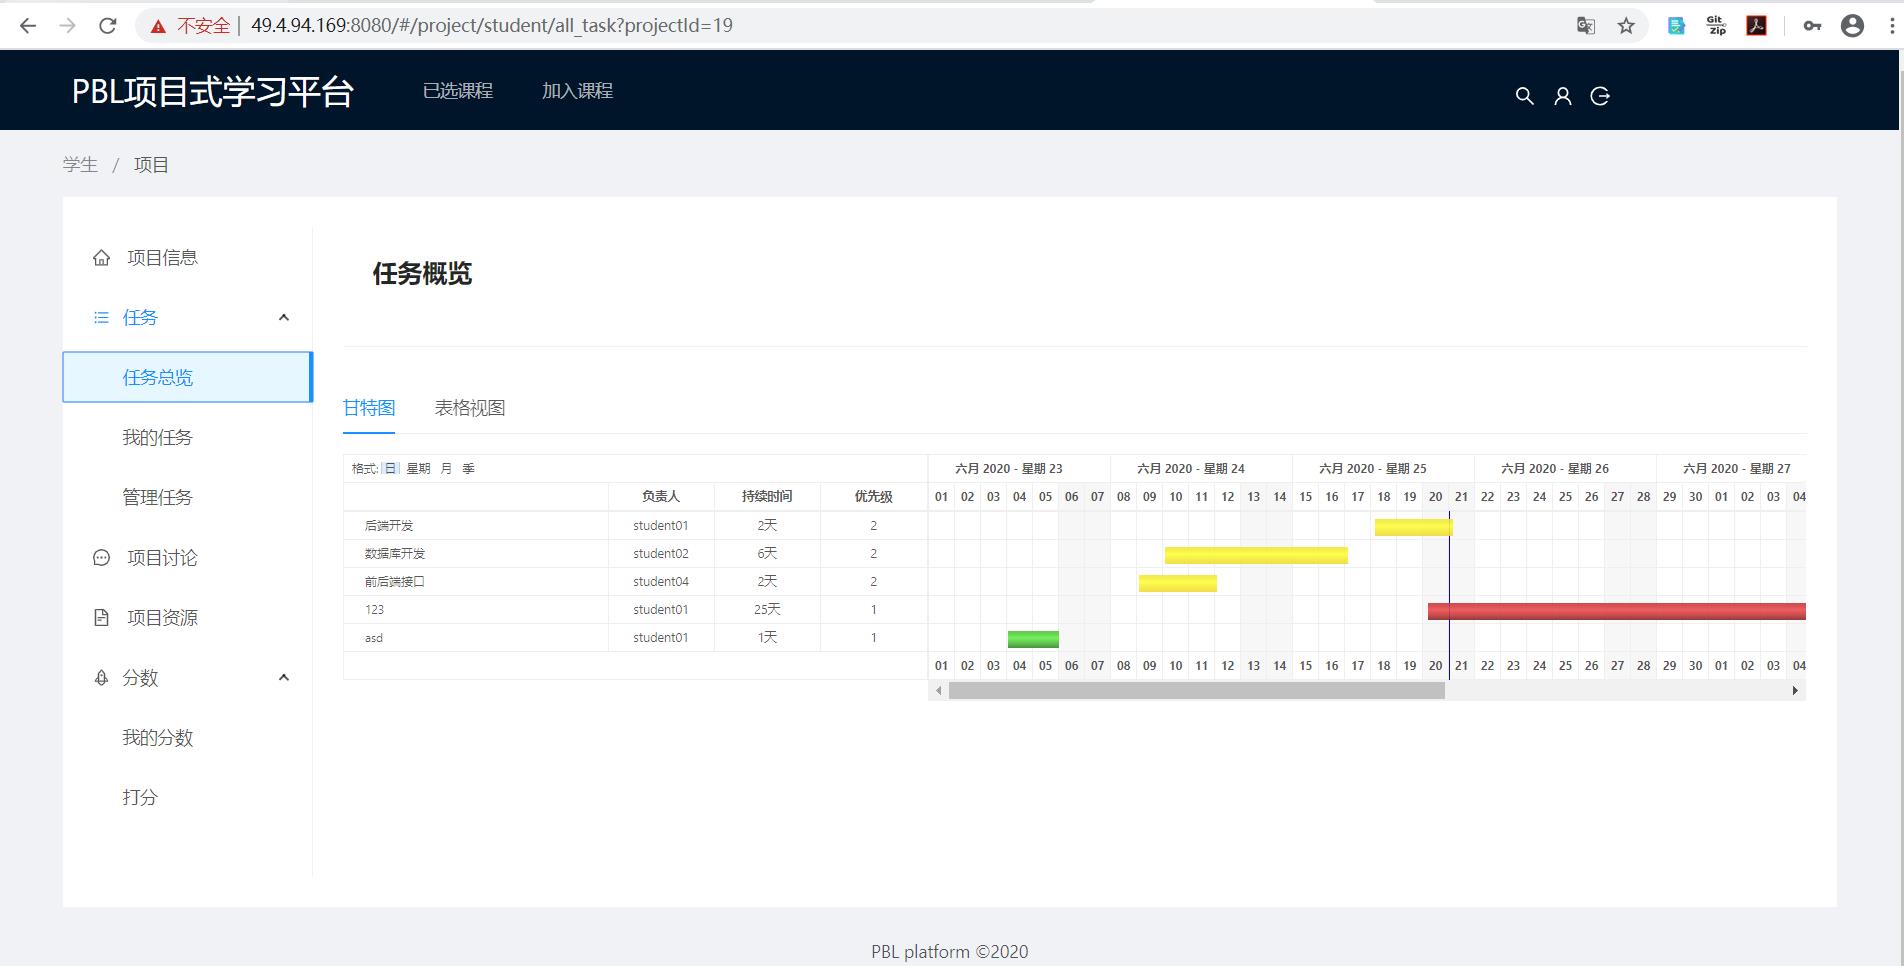 不安全 | 49.4.94.169:8080/#/project/student/all_task?projectId=19
Git Zip
PBL项目式学习平台 已选课程 加入课程
学生 / 项目
项目信息
任务
任务总览
我的任务
管理任务
项目讨论
项目资源
分数
我的分数
打分
任务概览
甘特图 表格视图
格式: 日 星期 月 季 六月 2020 - 星期 23 六月 2020 - 星期 24 六月 2020 - 星期 25 六月 2020 - 星期 26 六月 2020 - 星期 27
负责人 持续时间 优先级 01 02 03 04 05 06 07 08 09 10 11 12 13 14 15 16 17 18 19 20 21 22 23 24 25 26 27 28 29 30 01 02 03 04
后端开发 student01 2天 2
数据库开发 student02 6天 2
前后端接口 student04 2天 2
123 student01 25天 1
asd student01 1天 1
01 02 03 04 05 06 07 08 09 10 11 12 13 14 15 16 17 18 19 20 21 22 23 24 25 26 27 28 29 30 01 02 03 04
PBL platform ©2020